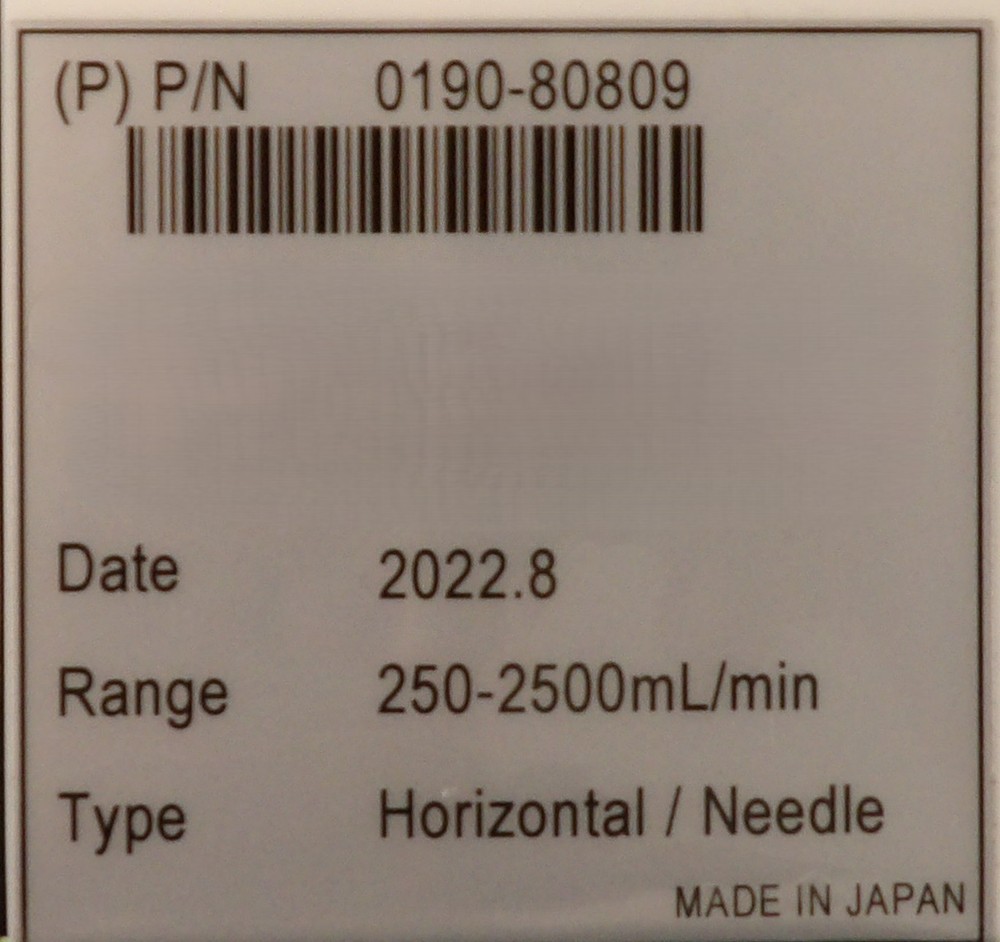 (P) P/N 0190-80809
Date 2022.8
Range 250-2500mL/min
Type Horizontal / Needle
MADE IN JAPAN